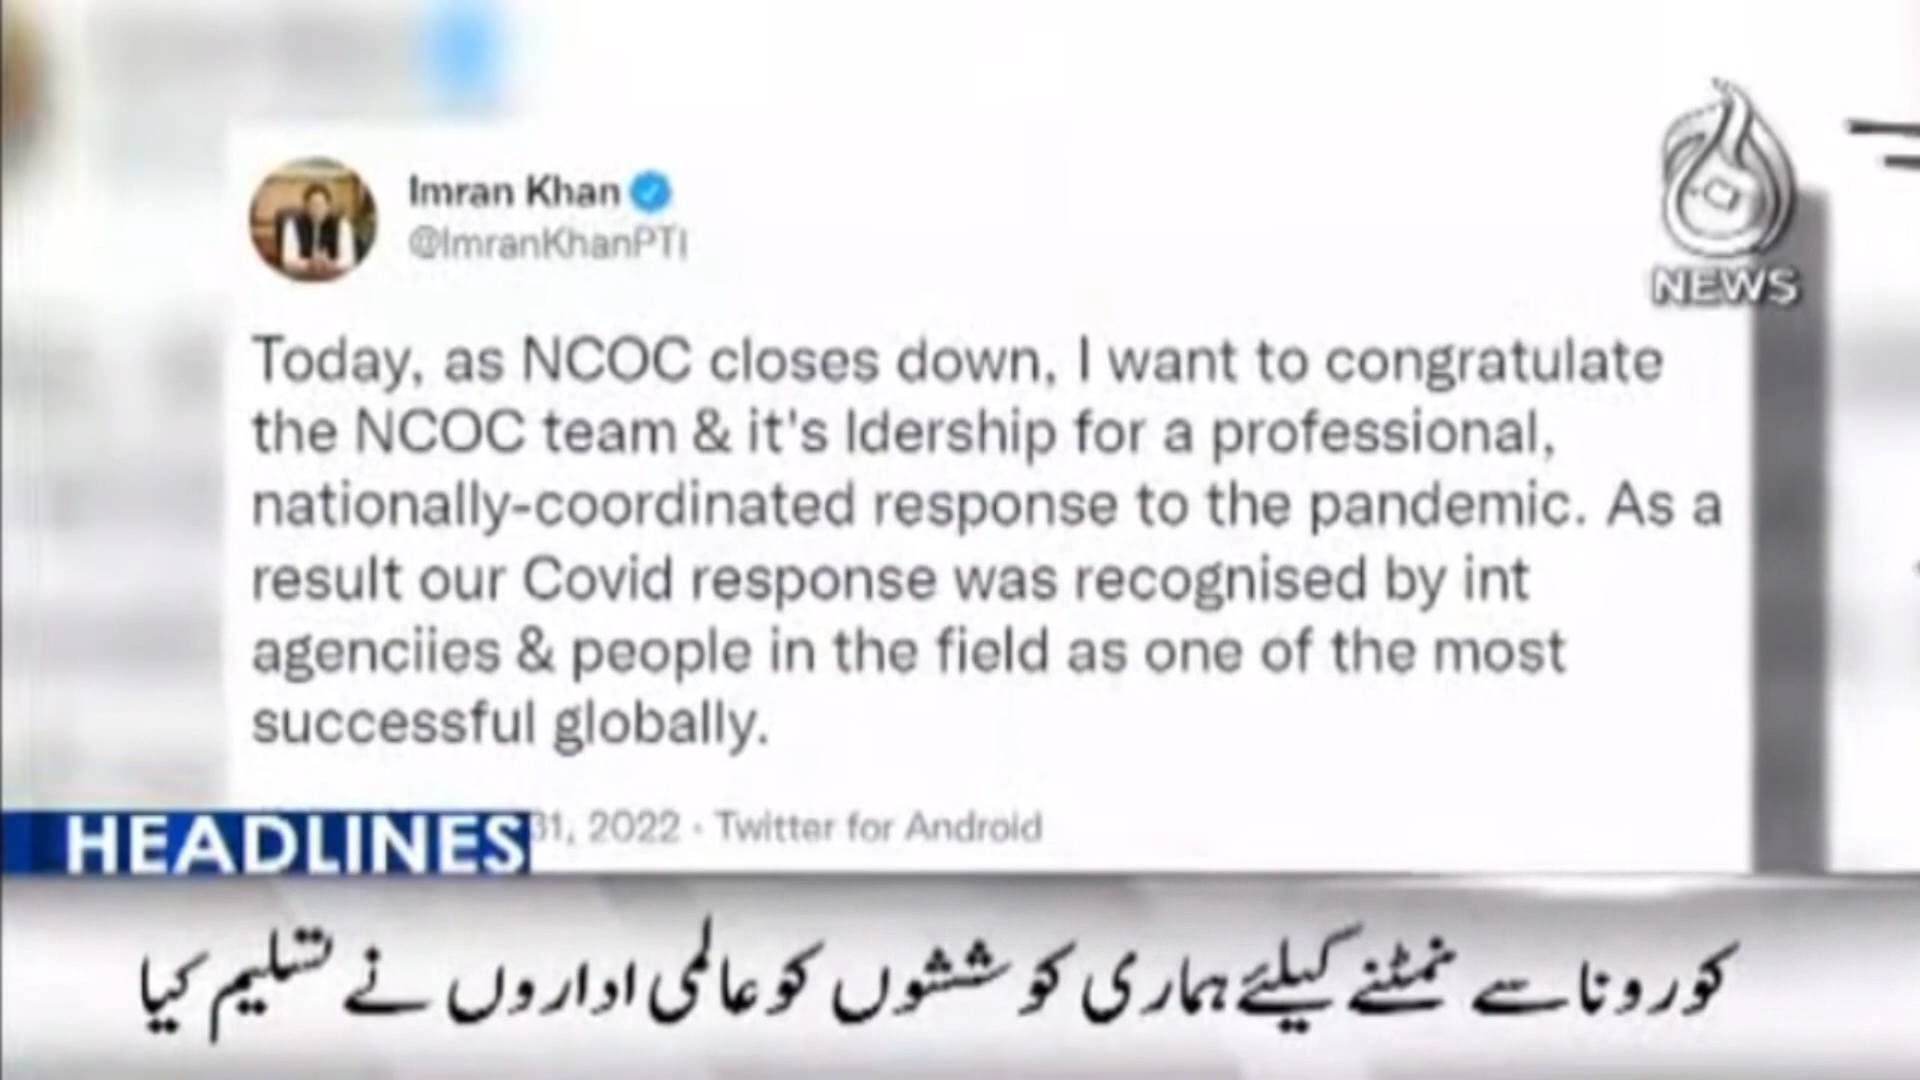 Imran Khan
@ImranKhanPTI
NEWS
Today, as NCOC closes down, I want to congratulate
the NCOC team & it's ldership for a professional,
nationally-coordinated response to the pandemic. As a
result our Covid response was recognised by int
agenciies & people in the field as one of the most
successful globally.
HEADLINES
31, 2022 · Twitter for Android
کورونا سے نمٹنے کیلئے ہماری کوششوں کو عالمی اداروں نے تسلیم کیا